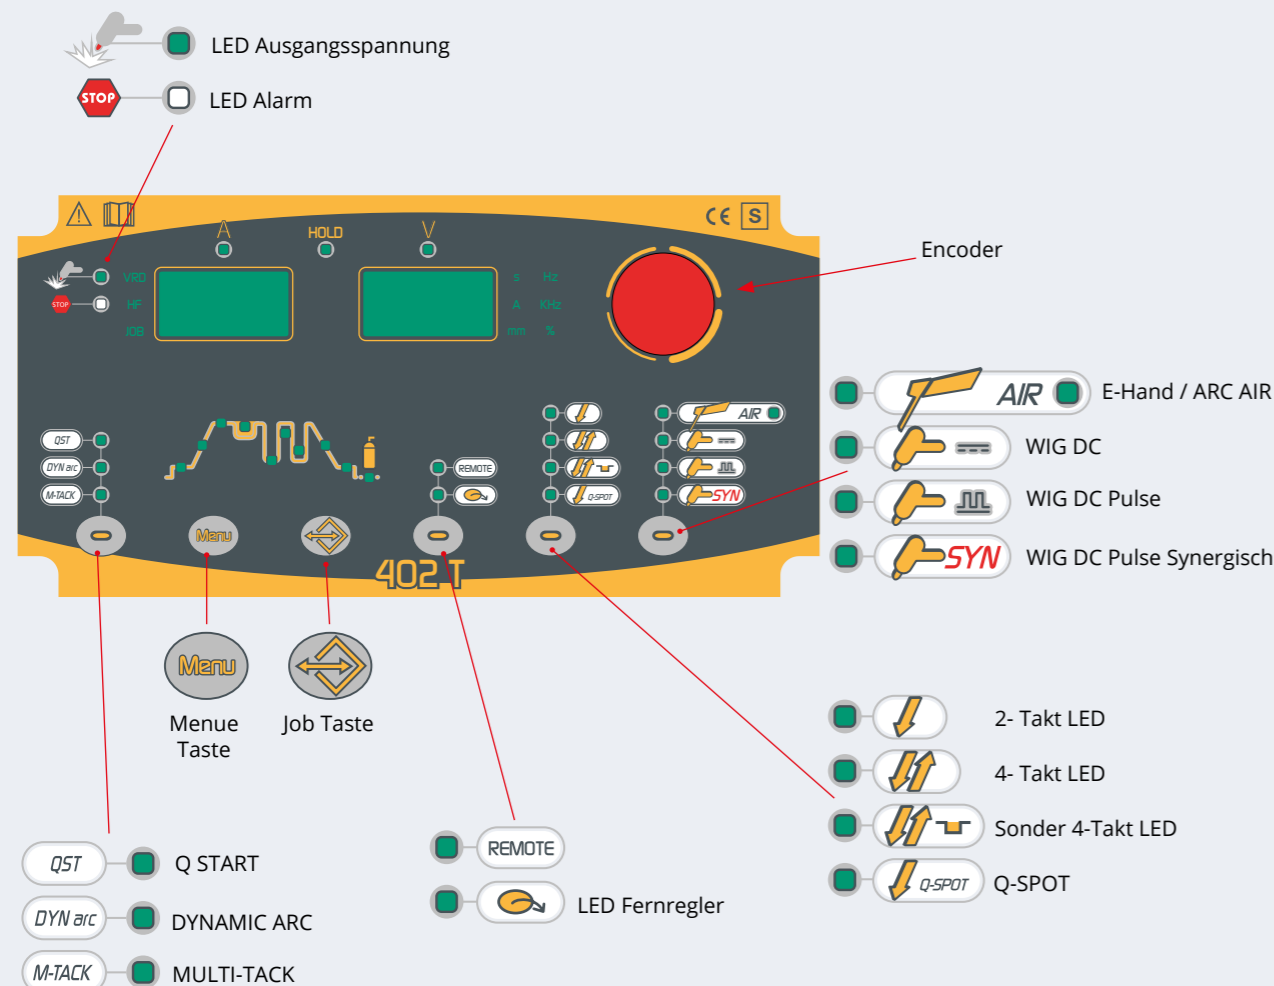 LED Ausgangsspannung
STOP
LED Alarm
CE S
A HOLD V
Encoder
VRD
s Hz
STOP
HF
A KHz
JOB
mm %
AIR
E-Hand / ARC AIR
AIR
QST
WIG DC
DYN arc
REMOTE
M-TACK
Q-SPOT
SYN
WIG DC Pulse
Menu
SYN
WIG DC Pulse Synergisch
402 T
Menu
Menue
Taste
Job Taste
2- Takt LED
4- Takt LED
Sonder 4-Takt LED
Q-SPOT
Q-SPOT
REMOTE
LED Fernregler
QST
Q START
DYN arc
DYNAMIC ARC
M-TACK
MULTI-TACK